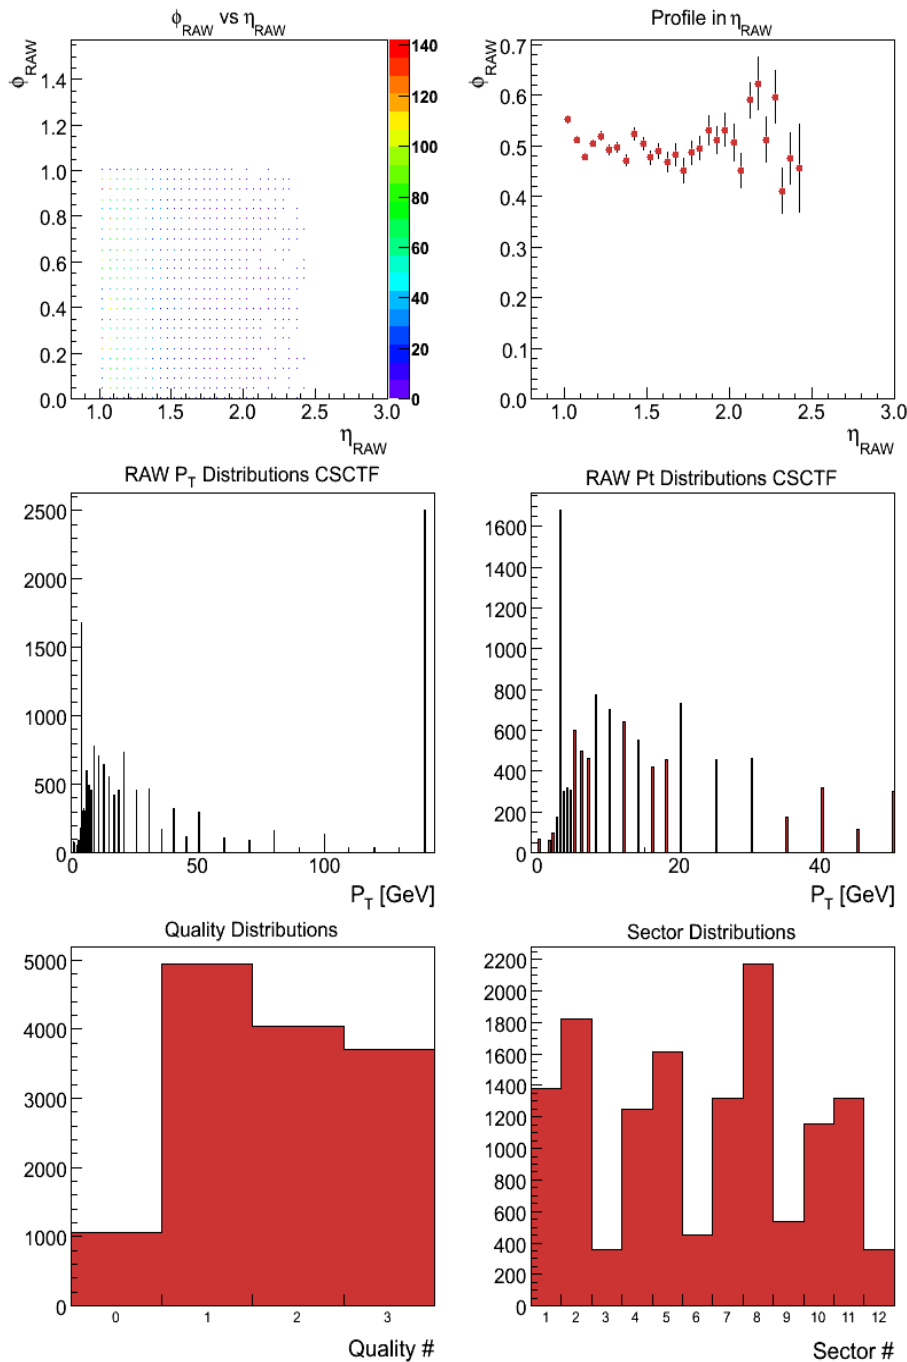 ϕRAW vs ηRAW
ϕRAW
1.4
1.2
1.0
0.8
0.6
0.4
0.2
0.0
1.0 1.5 2.0 2.5 3.0
ηRAW
140
120
100
80
60
40
20
0
Profile in ηRAW
ϕRAW
0.7
0.6
0.5
0.4
0.3
0.2
0.1
0.0
1.0 1.5 2.0 2.5 3.0
ηRAW
RAW PT Distributions CSCTF
2500
2000
1500
1000
500
0
0 50 100
PT [GeV]
RAW Pt Distributions CSCTF
1600
1400
1200
1000
800
600
400
200
0
0 20 40
PT [GeV]
Quality Distributions
5000
4000
3000
2000
1000
0
0 1 2 3
Quality #
Sector Distributions
2200
2000
1800
1600
1400
1200
1000
800
600
400
200
0
1 2 3 4 5 6 7 8 9 10 11 12
Sector #